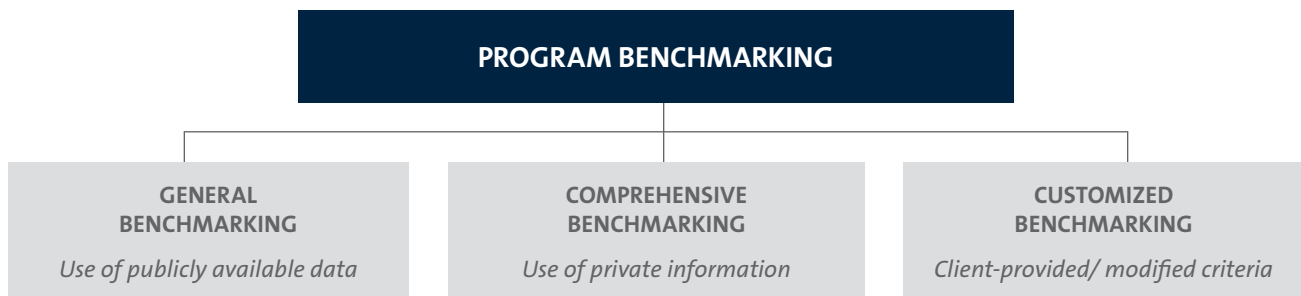 PROGRAM BENCHMARKING
GENERAL
BENCHMARKING
Use of publicly available data
COMPREHENSIVE
BENCHMARKING
Use of private information
CUSTOMIZED
BENCHMARKING
Client-provided/ modified criteria